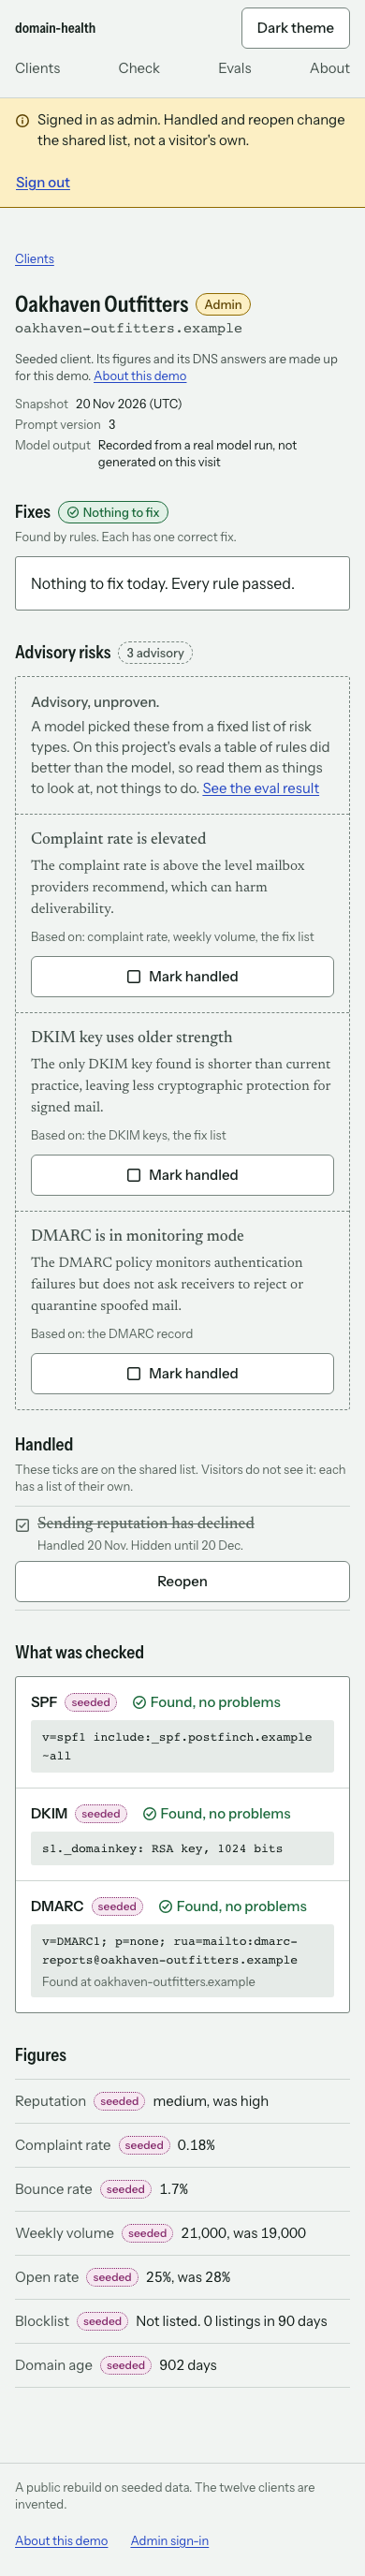 domain-health
Dark theme
Clients
Check
Evals
About
Signed in as admin. Handled and reopen change
the shared list, not a visitor's own.
Sign out
Clients
Oakhaven Outfitters
Admin
oakhaven-outfitters.example
Seeded client. Its figures and its DNS answers are made up
for this demo. About this demo
Snapshot 20 Nov 2026 (UTC)
Prompt version 3
Model output Recorded from a real model run, not
generated on this visit
Fixes
Nothing to fix
Found by rules. Each has one correct fix.
Nothing to fix today. Every rule passed.
Advisory risks
3 advisory
Advisory, unproven.
A model picked these from a fixed list of risk
types. On this project's evals a table of rules did
better than the model, so read them as things
to look at, not things to do. See the eval result
Complaint rate is elevated
The complaint rate is above the level mailbox
providers recommend, which can harm
deliverability.
Based on: complaint rate, weekly volume, the fix list
Mark handled
DKIM key uses older strength
The only DKIM key found is shorter than current
practice, leaving less cryptographic protection for
signed mail.
Based on: the DKIM keys, the fix list
Mark handled
DMARC is in monitoring mode
The DMARC policy monitors authentication
failures but does not ask receivers to reject or
quarantine spoofed mail.
Based on: the DMARC record
Mark handled
Handled
These ticks are on the shared list. Visitors do not see it: each
has a list of their own.
Sending reputation has declined
Handled 20 Nov. Hidden until 20 Dec.
Reopen
What was checked
SPF seeded Found, no problems
v=spf1 include:_spf.postfinch.example
~all
DKIM seeded Found, no problems
s1._domainkey: RSA key, 1024 bits
DMARC seeded Found, no problems
v=DMARC1; p=none; rua=mailto:dmarc-
reports@oakhaven-outfitters.example
Found at oakhaven-outfitters.example
Figures
Reputation seeded medium, was high
Complaint rate seeded 0.18%
Bounce rate seeded 1.7%
Weekly volume seeded 21,000, was 19,000
Open rate seeded 25%, was 28%
Blocklist seeded Not listed. 0 listings in 90 days
Domain age seeded 902 days
A public rebuild on seeded data. The twelve clients are
invented.
About this demo
Admin sign-in